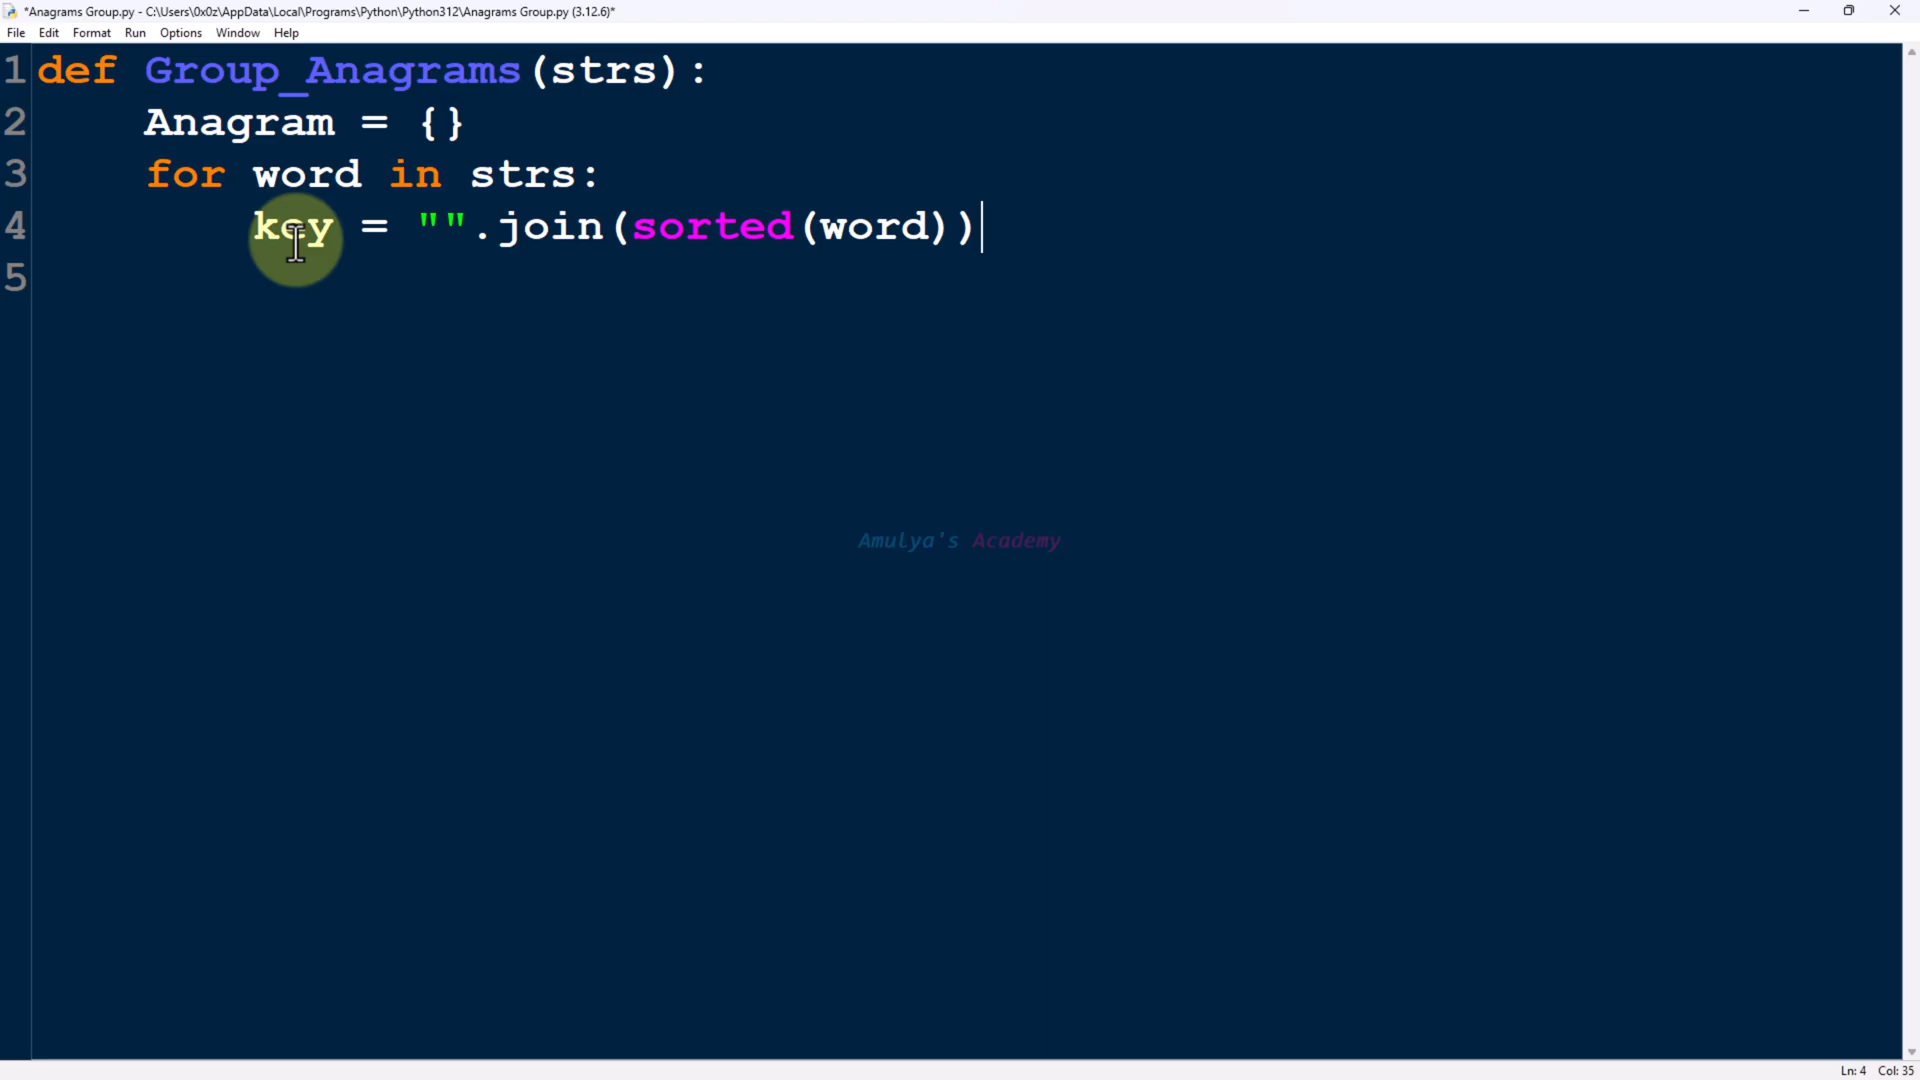 *Anagrams Group.py - C:\Users\0x0z\AppData\Local\Programs\Python\Python312\Anagrams Group.py (3.12.6)*
File Edit Format Run Options Window Help
1 def Group_Anagrams(strs):
2     Anagram = {}
3     for word in strs:
4         key = "".join(sorted(word))
5
Amulya's Academy
Ln: 4 Col: 35